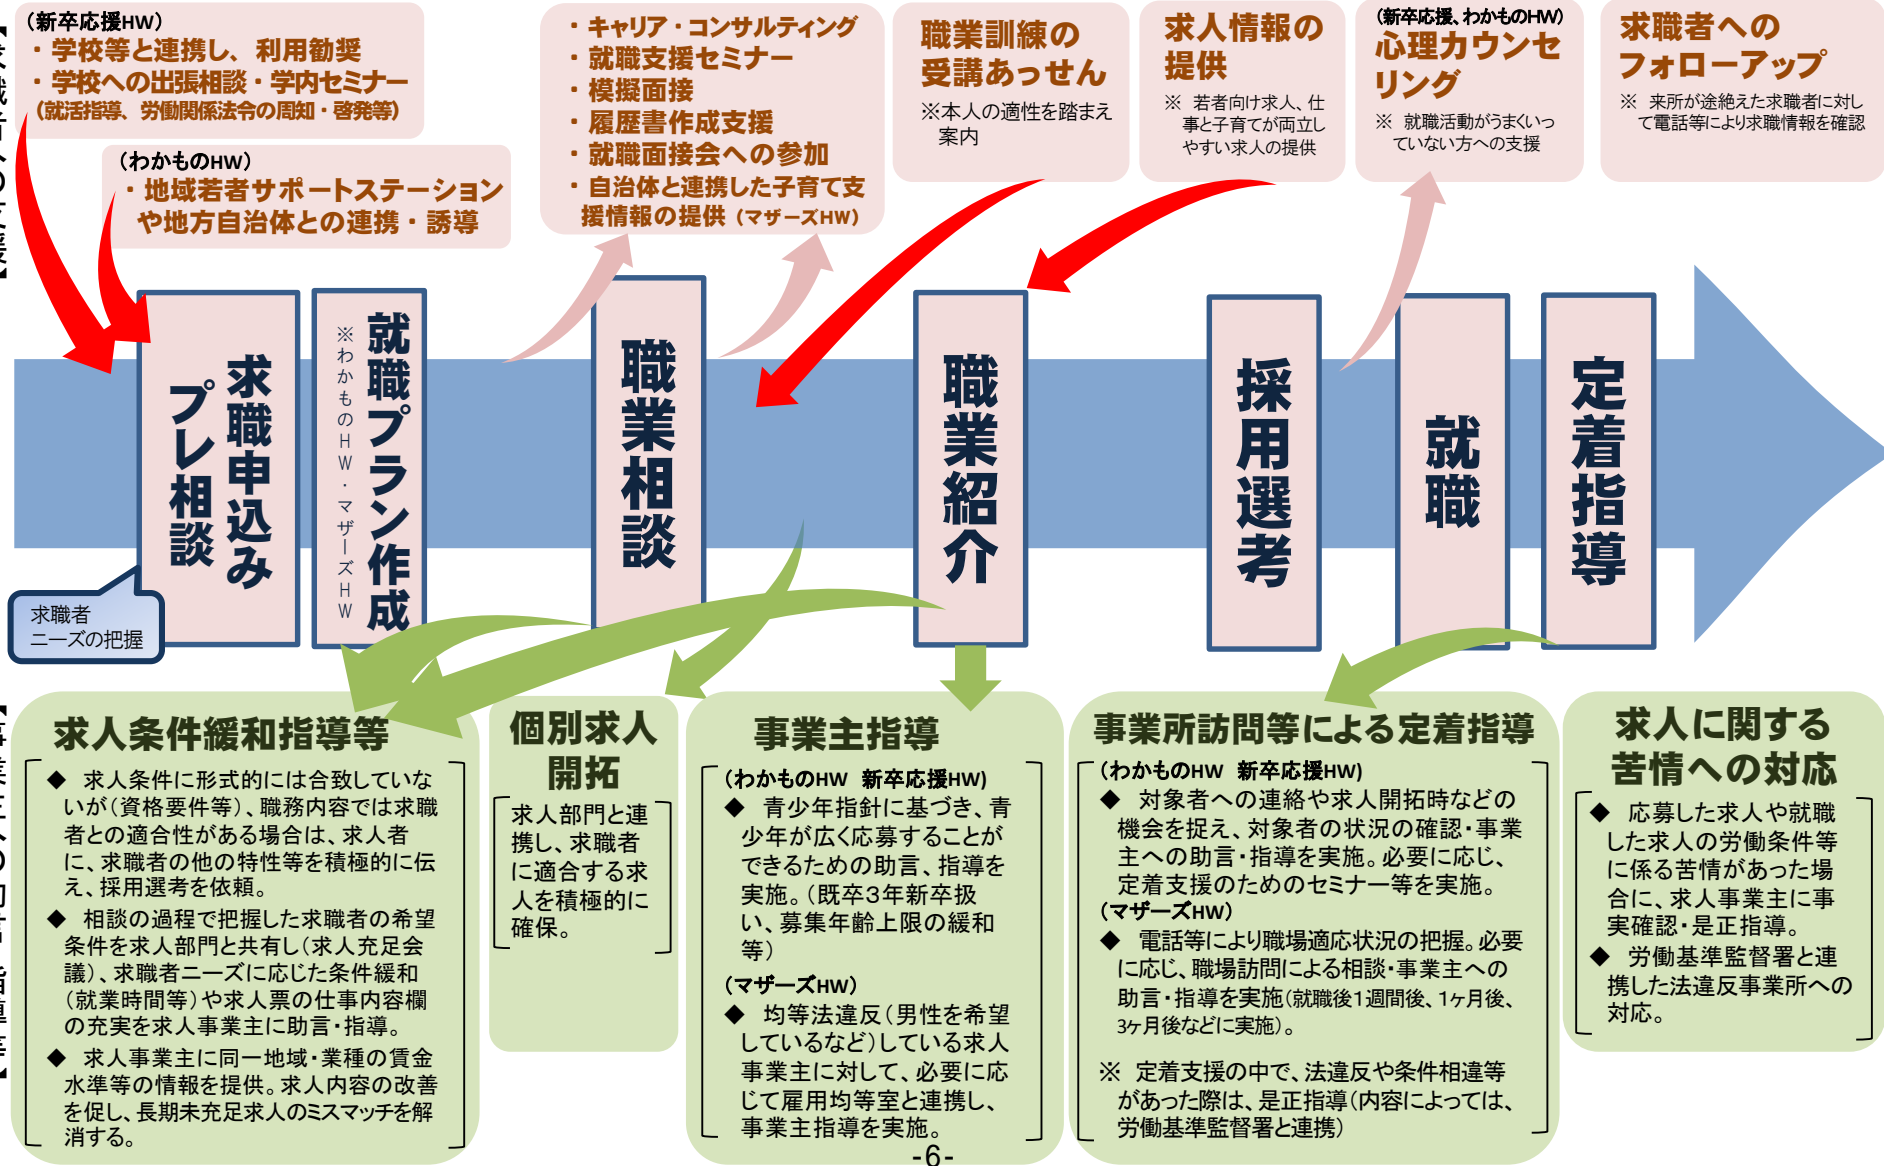 (新卒応援HW)
・学校等と連携し、利用勧奨
・学校への出張相談・学内セミナー
(就活指導、労働関係法令の周知・啓発等)
(わかものHW)
・地域若者サポートステーション
や地方自治体との連携・誘導
・キャリア・コンサルティング
・就職支援セミナー
・模擬面接
・履歴書作成支援
・就職面接会への参加
・自治体と連携した子育て支
援情報の提供(マザーズHW)
職業訓練の
受講あっせん
※本人の適性を踏まえ
案内
求人情報の
提供
※ 若者向け求人、仕
事と子育てが両立し
やすい求人の提供
(新卒応援、わかものHW)
心理カウンセ
リング
※ 就職活動がうまくいっ
ていない方への支援
求職者への
フォローアップ
※ 来所が途絶えた求職者に対し
て電話等により求職情報を確認
求職申込み
プレ相談
就職プラン作成
※わかものHW・マザーズHW
職業相談
職業紹介
採用選考
就職
定着指導
求職者
ニーズの把握
求人条件緩和指導等
◆ 求人条件に形式的には合致していな
いが(資格要件等)、職務内容では求職
者との適合性がある場合は、求人者
に、求職者の他の特性等を積極的に伝
え、採用選考を依頼。
◆ 相談の過程で把握した求職者の希望
条件を求人部門と共有し(求人充足会
議)、求職者ニーズに応じた条件緩和
(就業時間等)や求人票の仕事内容欄
の充実を求人事業主に助言・指導。
◆ 求人事業主に同一地域・業種の賃金
水準等の情報を提供。求人内容の改善
を促し、長期未充足求人のミスマッチを解
消する。
個別求人
開拓
求人部門と連
携し、求職者
に適合する求
人を積極的に
確保。
事業主指導
(わかものHW 新卒応援HW)
◆ 青少年指針に基づき、青
少年が広く応募することが
できるための助言、指導を
実施。(既卒3年新卒扱
い、募集年齢上限の緩和
等)
(マザーズHW)
◆ 均等法違反(男性を希望
しているなど)している求人
事業主に対して、必要に応
じて雇用均等室と連携し、
事業主指導を実施。
事業所訪問等による定着指導
(わかものHW 新卒応援HW)
◆ 対象者への連絡や求人開拓時などの
機会を捉え、対象者の状況の確認・事業
主への助言・指導を実施。必要に応じ、
定着支援のためのセミナー等を実施。
(マザーズHW)
◆ 電話等により職場適応状況の把握。必要
に応じ、職場訪問による相談・事業主への
助言・指導を実施(就職後1週間後、1ヶ月後、
3ヶ月後などに実施)。
※ 定着支援の中で、法違反や条件相違等
があった際は、是正指導(内容によっては、
労働基準監督署と連携)
求人に関する
苦情への対応
◆ 応募した求人や就職
した求人の労働条件等
に係る苦情があった場
合に、求人事業主に事
実確認・是正指導。
◆ 労働基準監督署と連
携した法違反事業所への
対応。
-6-